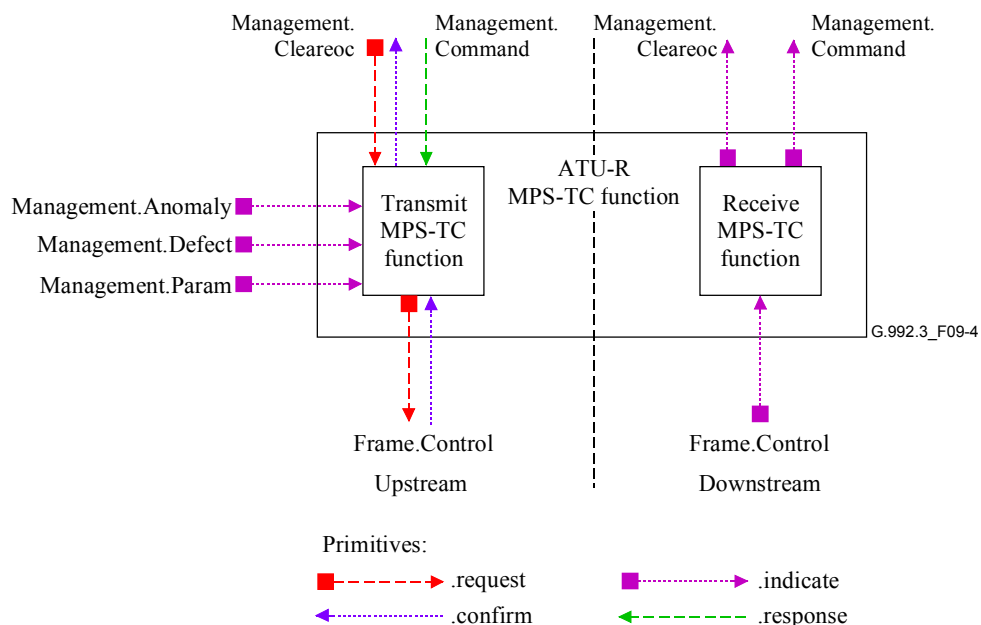 Management.
Cleareoc
Management.
Command
Management.
Cleareoc
Management.
Command
ATU-R
MPS-TC function
Transmit
MPS-TC
function
Receive
MPS-TC
function
Management.Anomaly
Management.Defect
Management.Param
G.992.3_F09-4
Frame.Control
Upstream
Frame.Control
Downstream
Primitives:
.request
.indicate
.confirm
.response